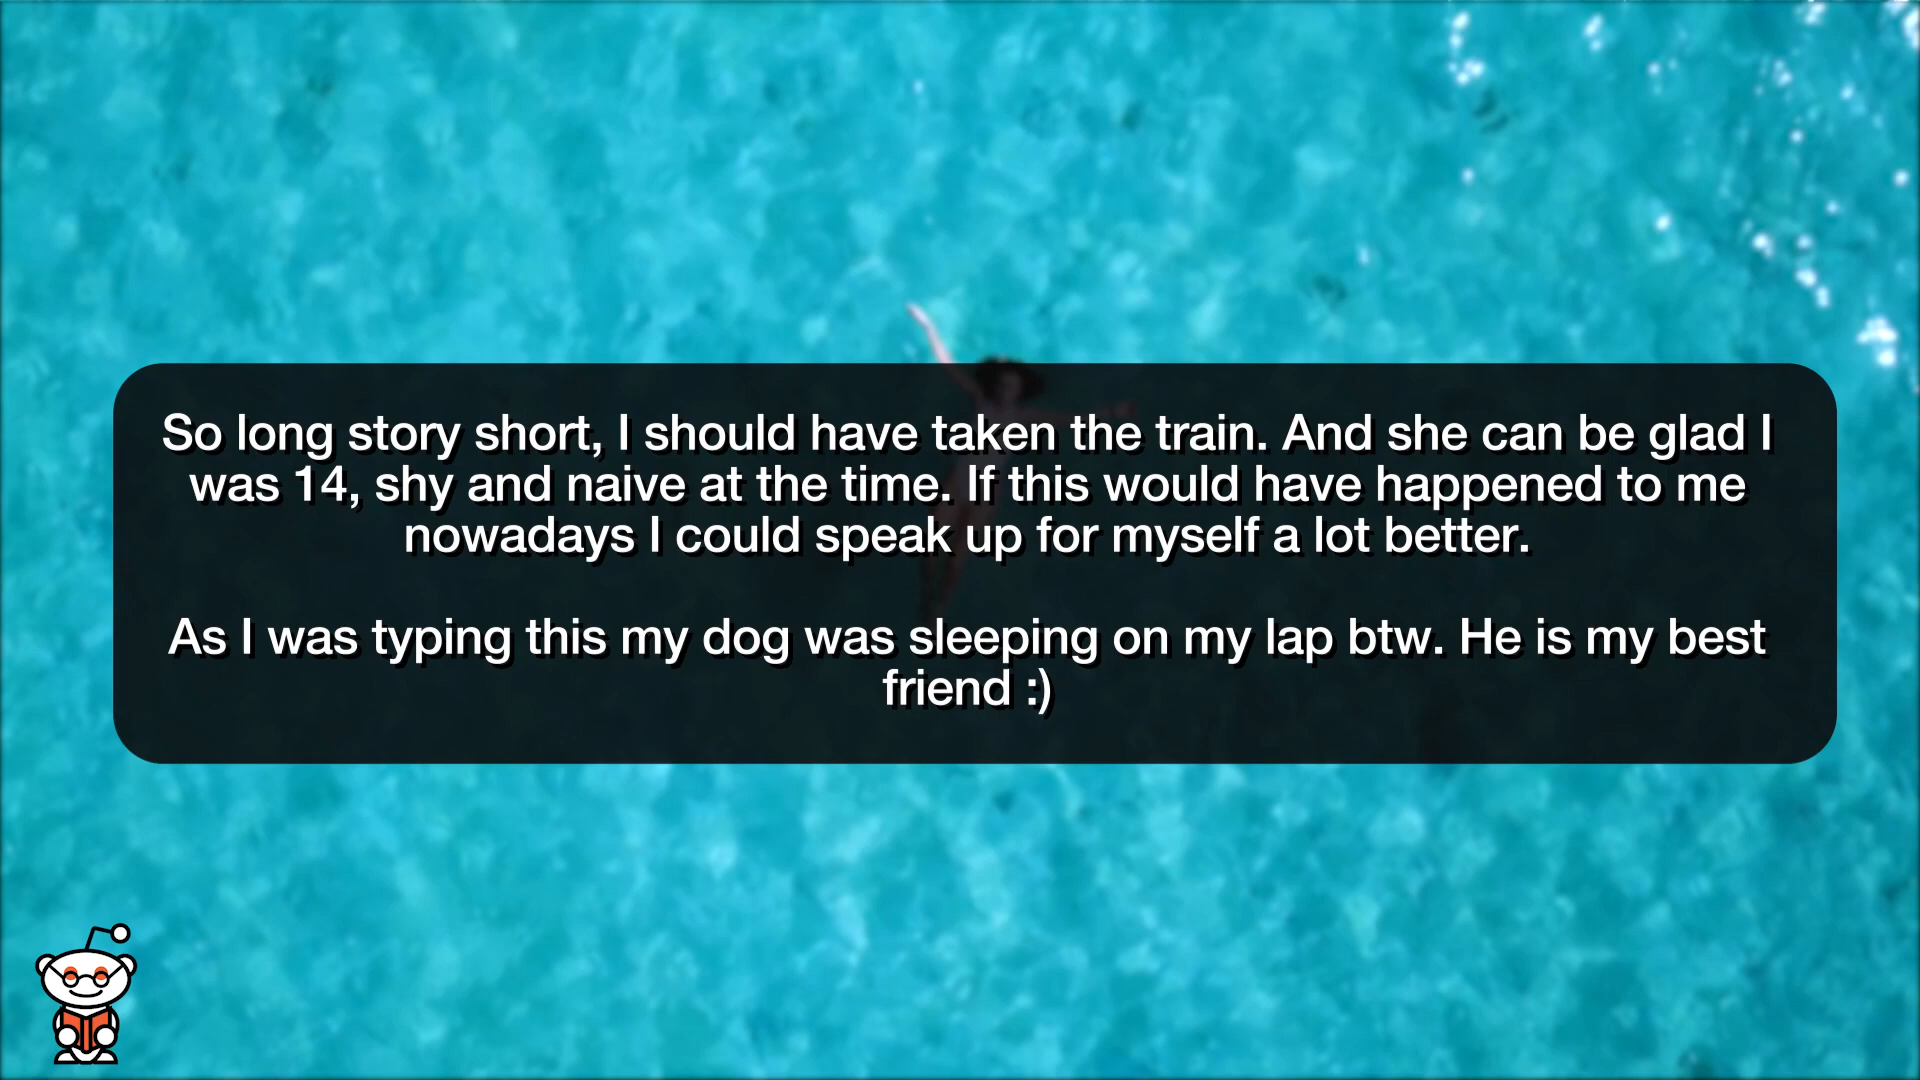 So long story short, I should have taken the train. And she can be glad I
was 14, shy and naive at the time. If this would have happened to me
nowadays I could speak up for myself a lot better.
As I was typing this my dog was sleeping on my lap btw. He is my best
friend :)